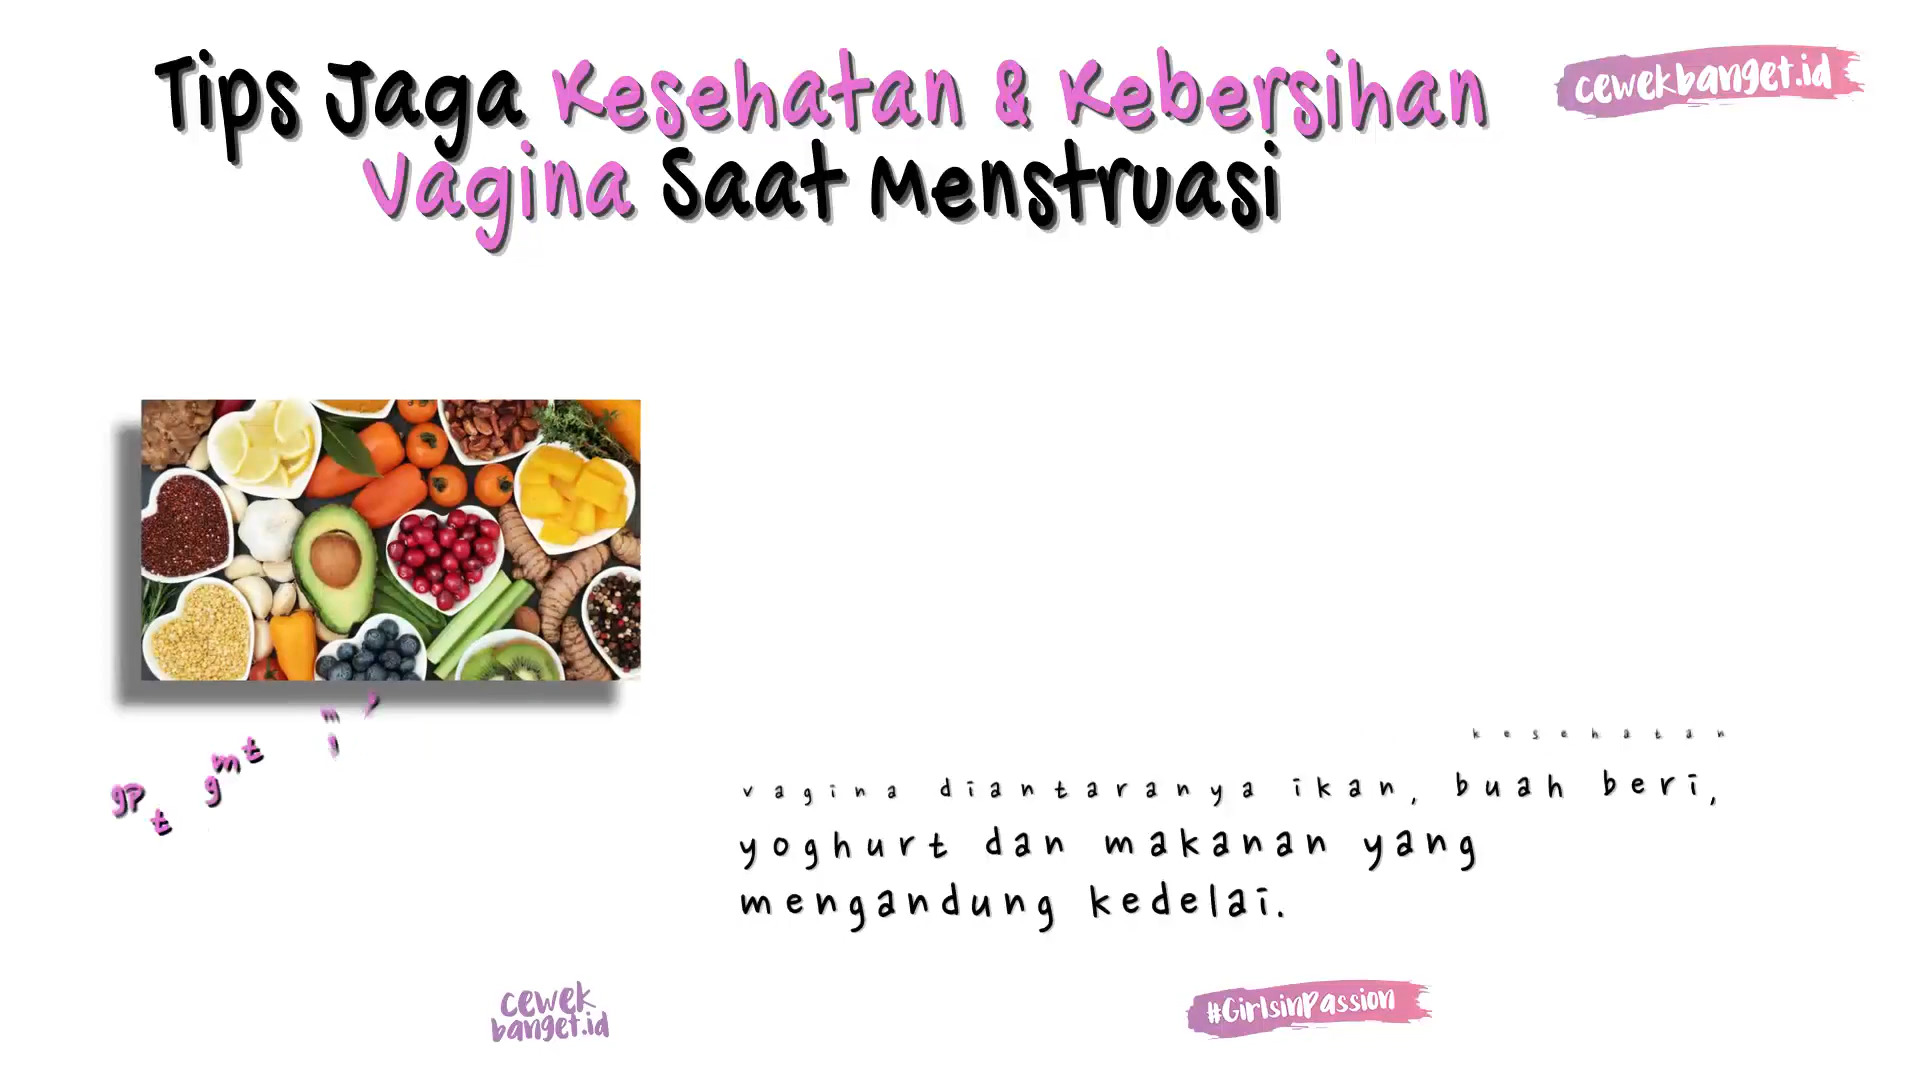 Tips Jaga Kesehatan & Kebersihan
Vagina Saat Menstruasi
cewekbanget.id
kesehatan
vagina diantaranya ikan, buah beri,
yoghurt dan makanan yang
mengandung kedelai.
cewek
banget.id
#GirlsinPassion